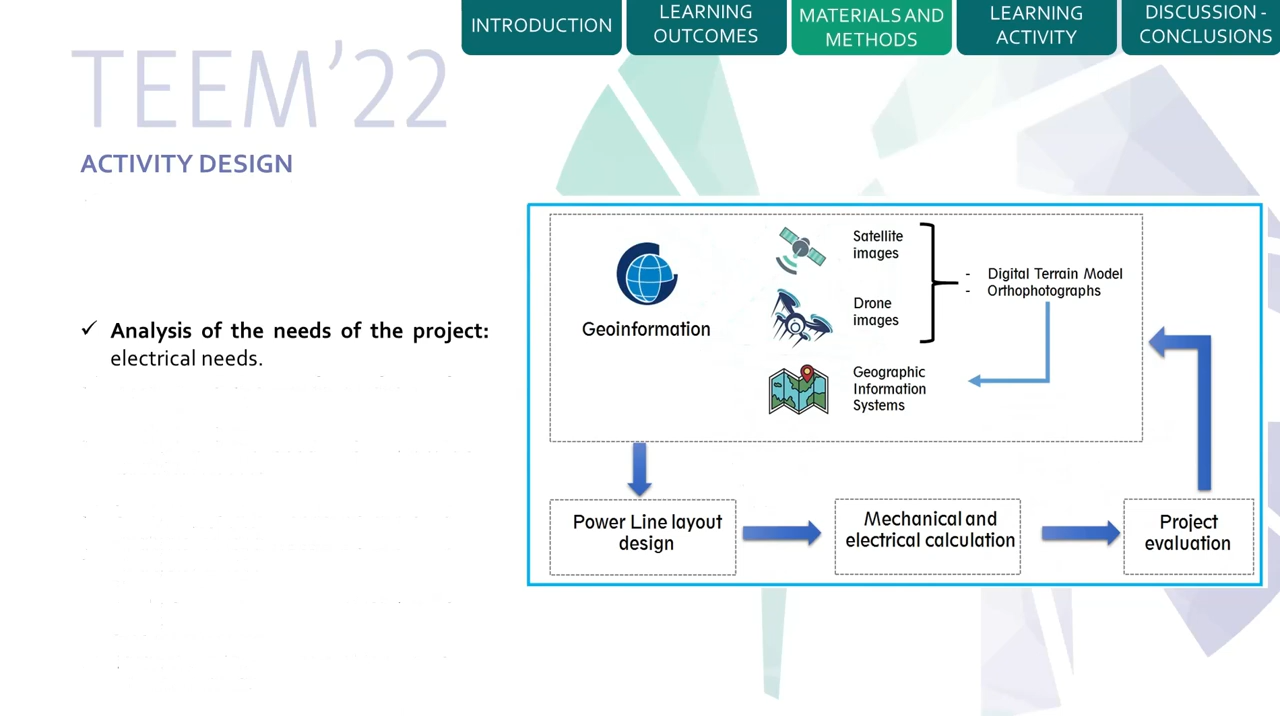 INTRODUCTION
LEARNING
OUTCOMES
MATERIALS AND
METHODS
LEARNING
ACTIVITY
DISCUSSION -
CONCLUSIONS
TEEM’22
ACTIVITY DESIGN
✓ Analysis of the needs of the project:
electrical needs.
Geoinformation
Satellite
images
Drone
images
Geographic
Information
Systems
- Digital Terrain Model
- Orthophotographs
Power Line layout
design
Mechanical and
electrical calculation
Project
evaluation